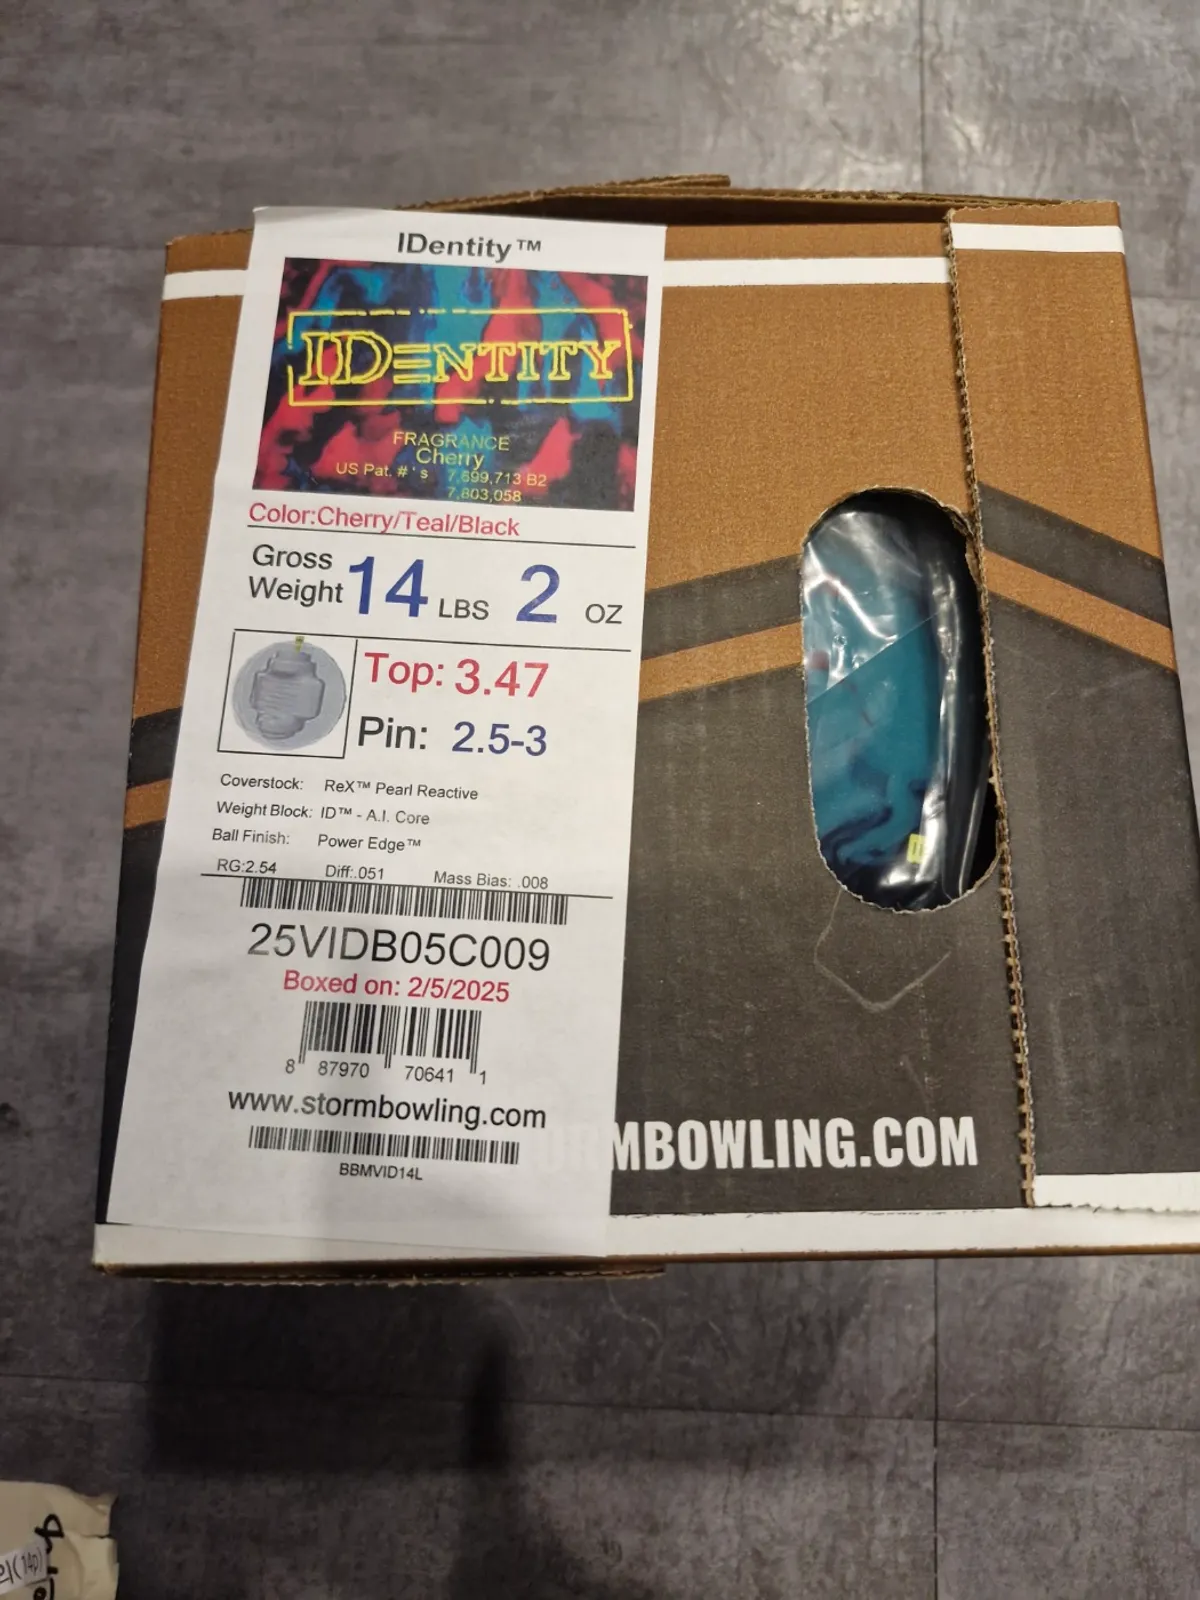 IDentity™
IDENTITY
FRAGRANCE
Cherry
US Pat. #'s 7,699,713 B2
7,803,058
Color:Cherry/Teal/Black
Gross Weight 14 LBS 2 OZ
Top: 3.47
Pin: 2.5-3
Coverstock: ReX™ Pearl Reactive
Weight Block: ID™ - A.I. Core
Ball Finish: Power Edge™
RG:2.54 Diff:.051 Mass Bias: .008
25VIDB05C009
Boxed on: 2/5/2025
8 87970 70641 1
www.stormbowling.com
BBMVID14L
RMBOWLING.COM